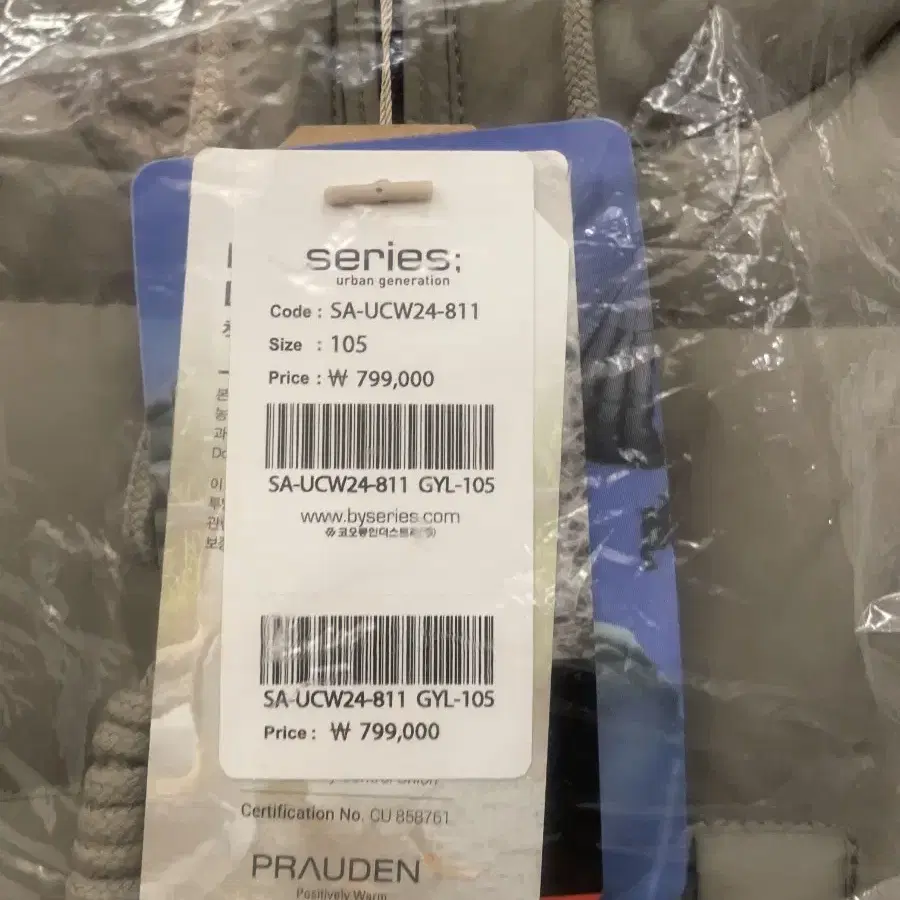 series;
urban generation
Code : SA-UCW24-811
Size : 105
Price : ₩ 799,000
SA-UCW24-811 GYL-105
www.byseries.com
코오롱인더스트리(주)
SA-UCW24-811 GYL-105
Price : ₩ 799,000
Certification No. CU 858761
PRAUDEN
Positively Warm